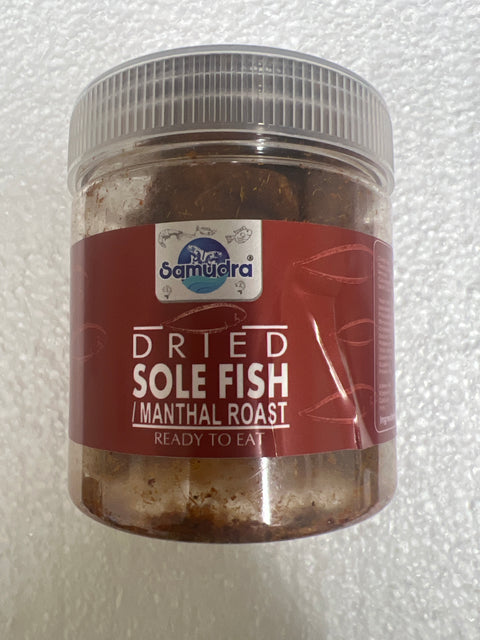 Samudra®
DRIED
SOLE FISH
/ MANTHAL ROAST
READY TO EAT